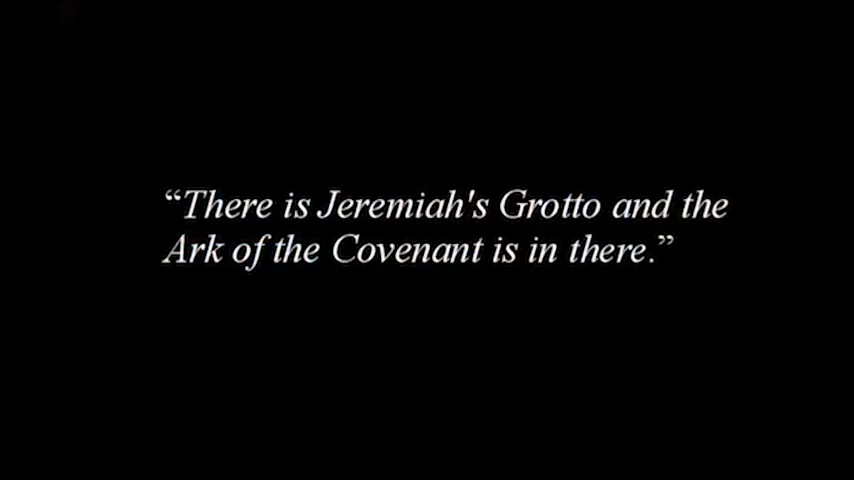 “There is Jeremiah's Grotto and the
Ark of the Covenant is in there.”